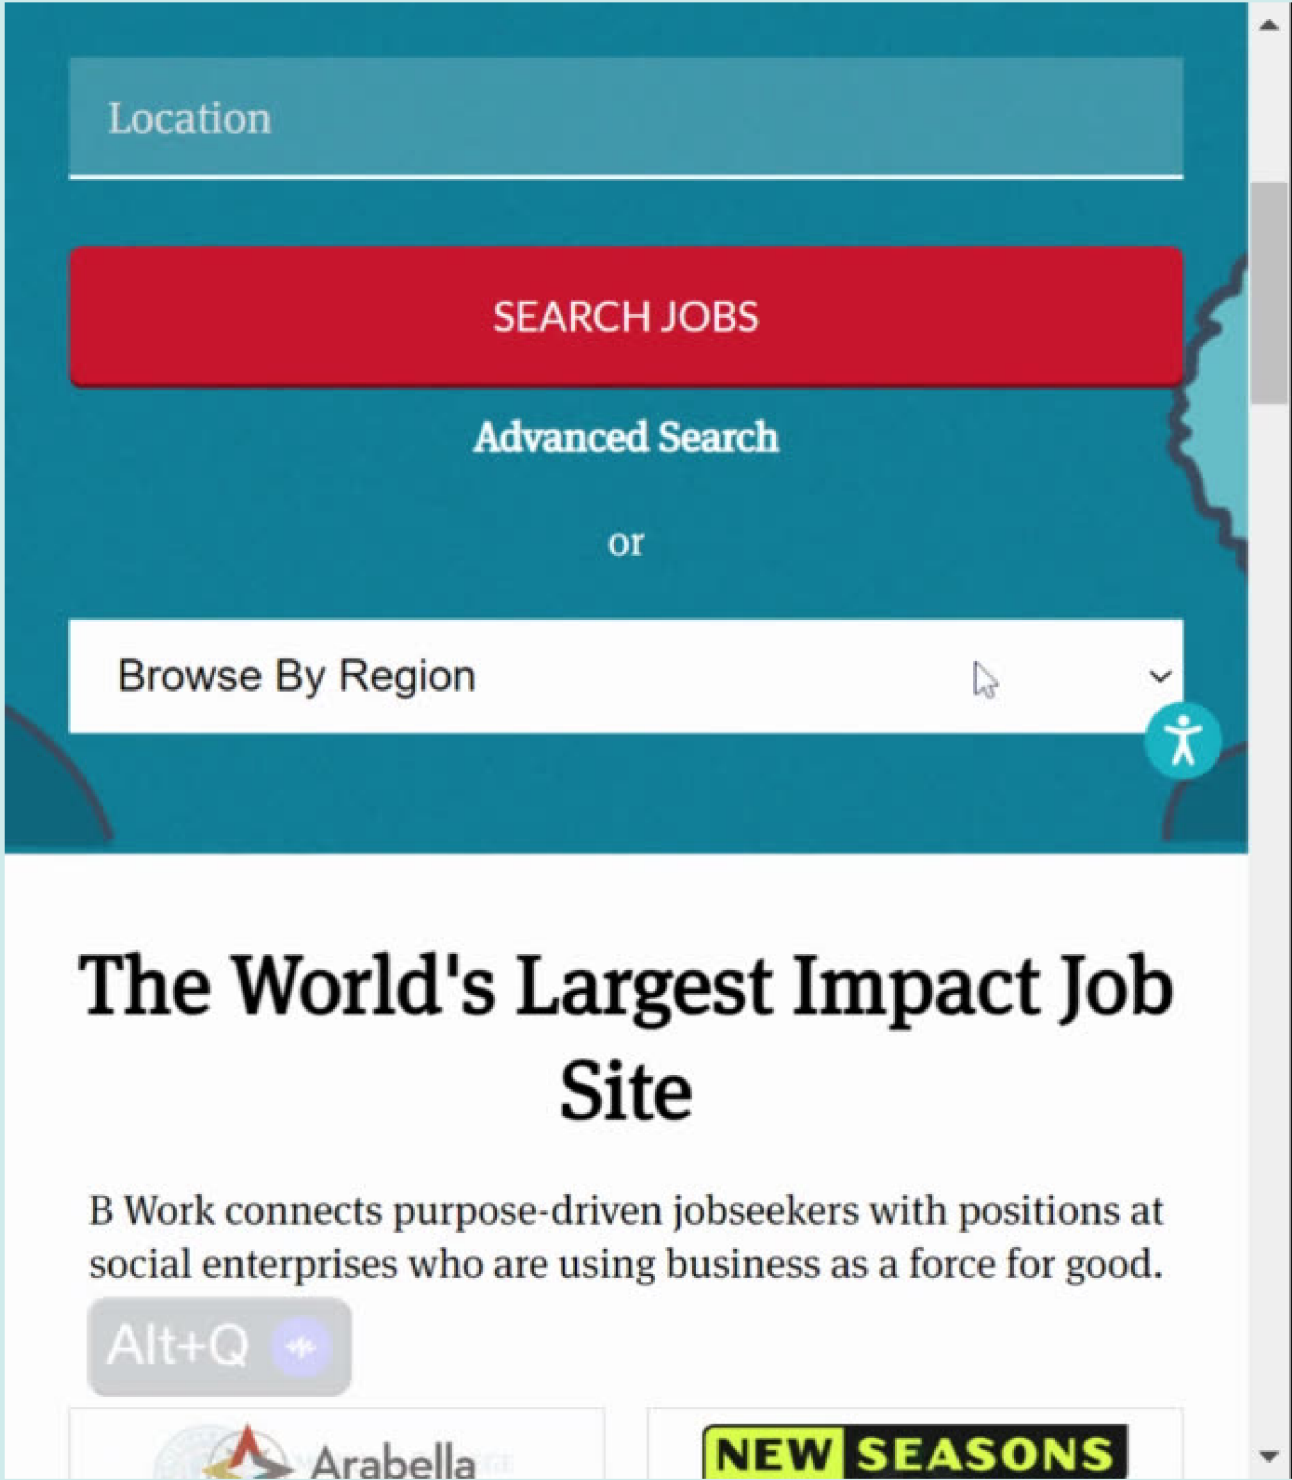 Location
SEARCH JOBS
Advanced Search
or
Browse By Region
The World's Largest Impact Job
Site
B Work connects purpose-driven jobseekers with positions at
social enterprises who are using business as a force for good.
Alt+Q
Arabella
NEW SEASONS